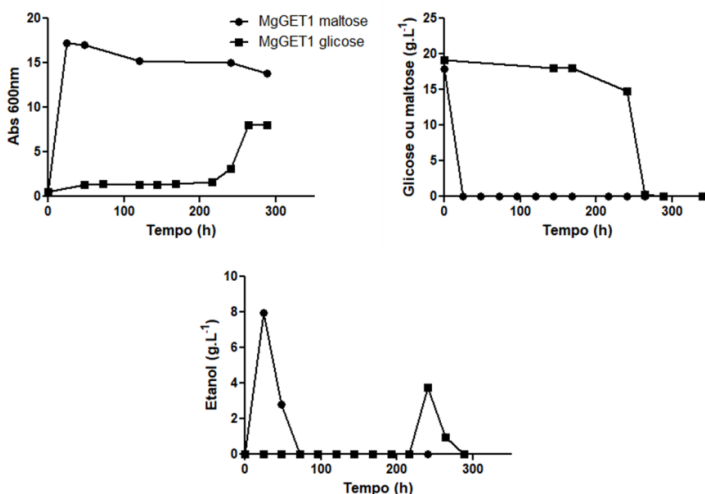 MgGET1 maltose
MgGET1 glicose
Abs 600nm
20
15
10
5
0
0 100 200 300
Tempo (h)
Glicose ou maltose (g.L⁻¹)
25
20
15
10
5
0
0 100 200 300
Tempo (h)
Etanol (g.L⁻¹)
10
8
6
4
2
0
0 100 200 300
Tempo (h)